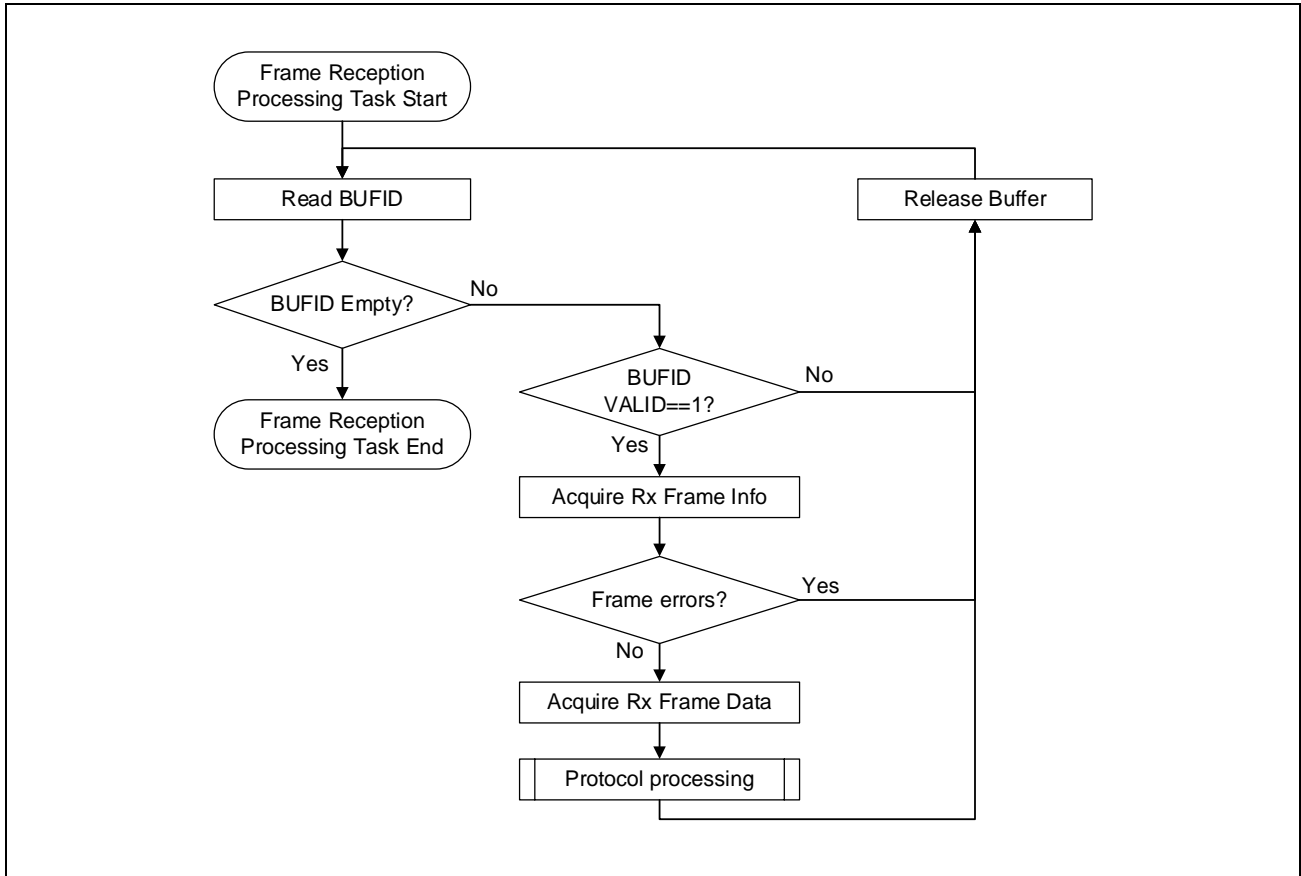 Frame Reception
Processing Task Start
Read BUFID
Release Buffer
BUFID Empty?
No
Yes
BUFID
VALID==1?
No
Frame Reception
Processing Task End
Yes
Acquire Rx Frame Info
Frame errors?
Yes
No
Acquire Rx Frame Data
Protocol processing